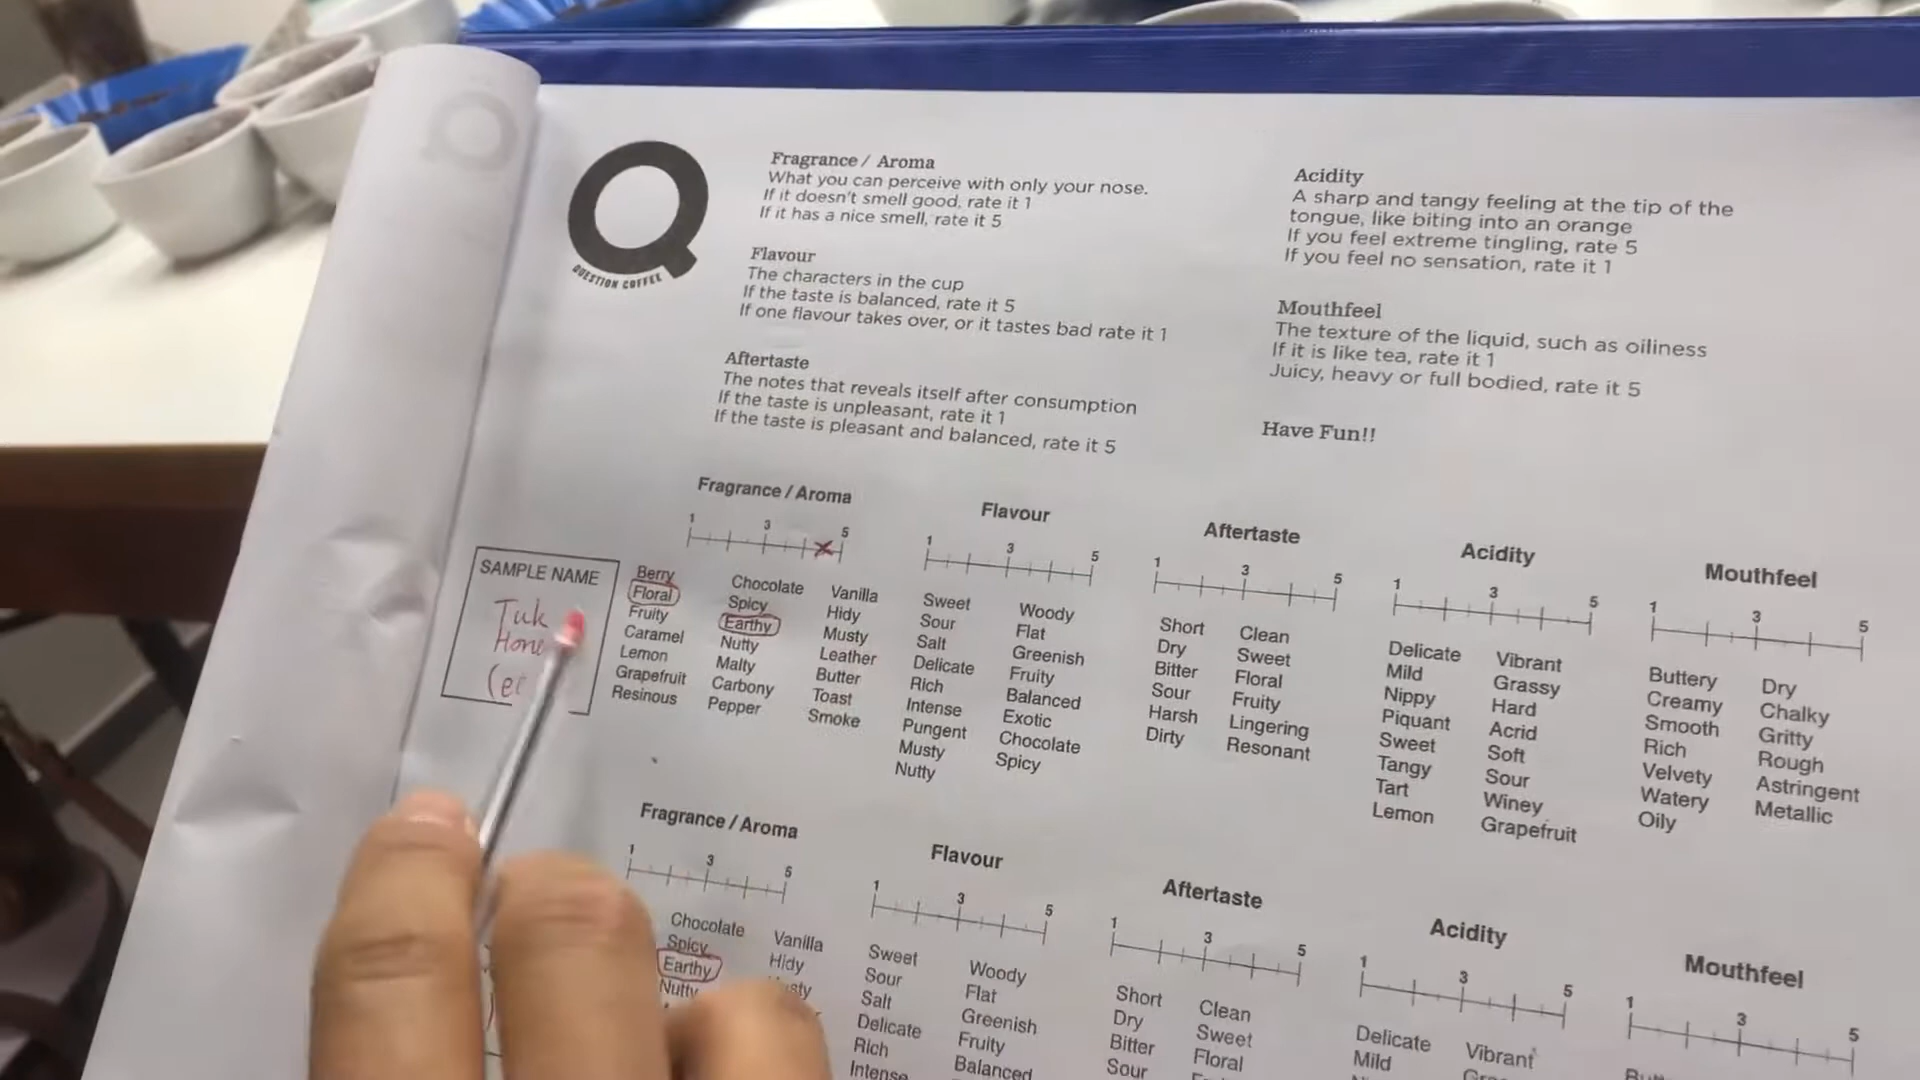 QUESTION COFFEE
Fragrance / Aroma
What you can perceive with only your nose.
If it doesn't smell good, rate it 1
If it has a nice smell, rate it 5
Flavour
The characters in the cup
If the taste is balanced, rate it 5
If one flavour takes over, or it tastes bad rate it 1
Aftertaste
The notes that reveals itself after consumption
If the taste is unpleasant, rate it 1
If the taste is pleasant and balanced, rate it 5
Acidity
A sharp and tangy feeling at the tip of the
tongue, like biting into an orange
If you feel extreme tingling, rate 5
If you feel no sensation, rate it 1
Mouthfeel
The texture of the liquid, such as oiliness
If it is like tea, rate it 1
Juicy, heavy or full bodied, rate it 5
Have Fun!!
SAMPLE NAME
Tuk
Fragrance / Aroma
1 3 5
Berry
Floral
Fruity
Caramel
Lemon
Grapefruit
Resinous
Chocolate
Spicy
Earthy
Nutty
Malty
Carbony
Pepper
Vanilla
Hidy
Musty
Leather
Butter
Toast
Smoke
Flavour
1 3 5
Sweet
Sour
Salt
Delicate
Rich
Intense
Pungent
Musty
Nutty
Woody
Flat
Greenish
Fruity
Balanced
Exotic
Chocolate
Spicy
Aftertaste
1 3 5
Short
Dry
Bitter
Sour
Harsh
Dirty
Clean
Sweet
Floral
Fruity
Lingering
Resonant
Acidity
1 3 5
Delicate
Mild
Nippy
Piquant
Sweet
Tangy
Tart
Lemon
Vibrant
Grassy
Hard
Acrid
Soft
Sour
Winey
Grapefruit
Mouthfeel
1 3 5
Buttery
Creamy
Smooth
Rich
Velvety
Watery
Oily
Dry
Chalky
Gritty
Rough
Astringent
Metallic
Fragrance / Aroma
1 3 5
Chocolate
Spicy
Earthy
Nutty
Vanilla
Hidy
Flavour
1 3 5
Sweet
Sour
Salt
Delicate
Rich
Intense
Woody
Flat
Greenish
Fruity
Balanced
Aftertaste
1 3 5
Short
Dry
Bitter
Sour
Clean
Sweet
Floral
Acidity
1 3 5
Delicate
Mild
Vibrant
Mouthfeel
1 3 5